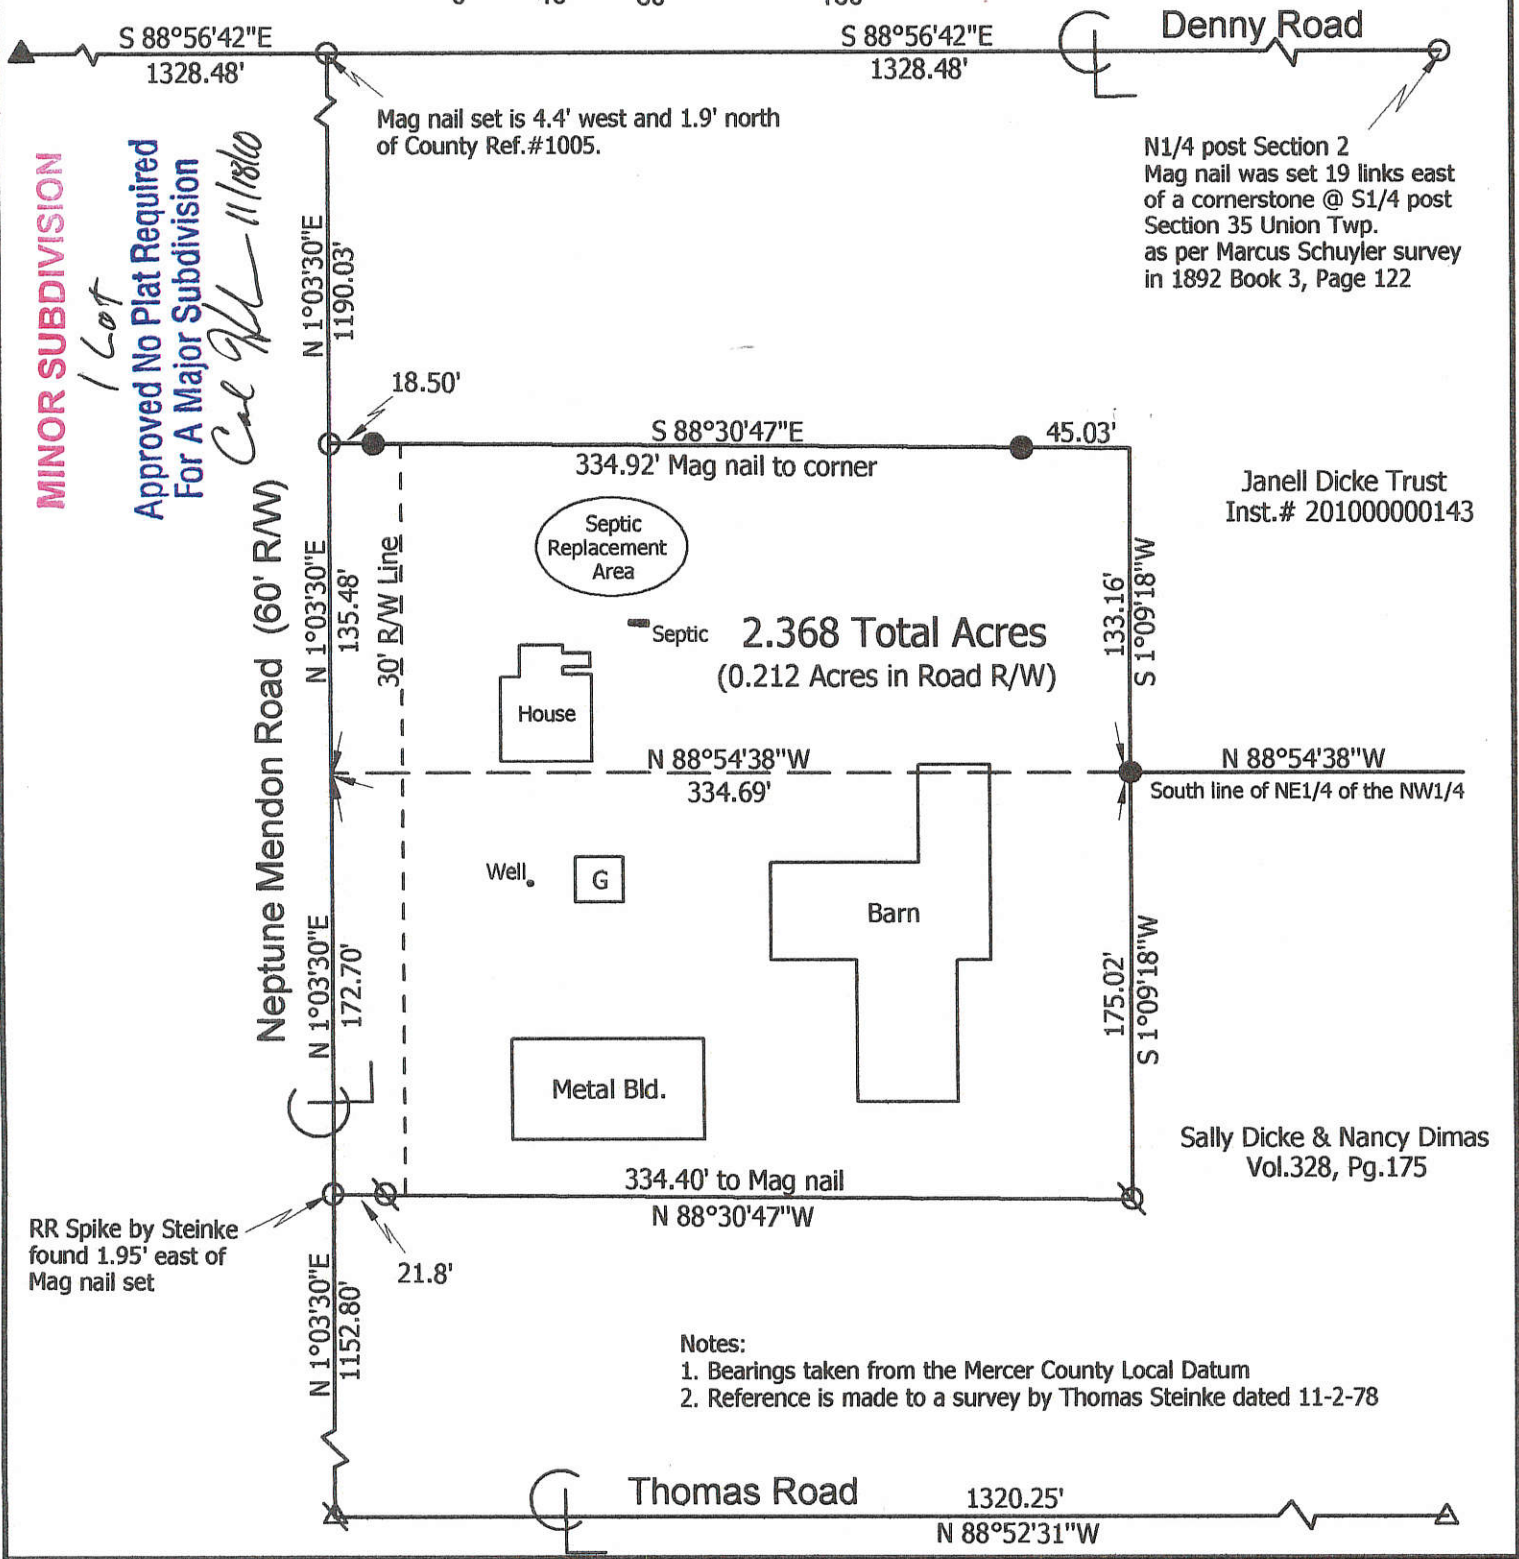 Denny Road
S 88°56'42"E
1328.48'
S 88°56'42"E
1328.48'
Mag nail set is 4.4' west and 1.9' north
of County Ref.#1005.
N1/4 post Section 2
Mag nail was set 19 links east
of a cornerstone @ S1/4 post
Section 35 Union Twp.
as per Marcus Schuyler survey
in 1892 Book 3, Page 122
MINOR SUBDIVISION
1 Lot
Approved No Plat Required
For A Major Subdivision
11/18/10
N 1°03'30"E
1190.03'
18.50'
S 88°30'47"E
45.03'
334.92' Mag nail to corner
Janell Dicke Trust
Inst.# 201000000143
Septic
Replacement
Area
Neptune Mendon Road (60' R/W)
N 1°03'30"E
135.48'
30' R/W Line
Septic
2.368 Total Acres
(0.212 Acres in Road R/W)
133.16'
S 1°09'18"W
House
N 88°54'38"W
334.69'
N 88°54'38"W
South line of NE1/4 of the NW1/4
Well
G
Barn
N 1°03'30"E
172.70'
175.02'
S 1°09'18"W
Metal Bld.
Sally Dicke & Nancy Dimas
Vol.328, Pg.175
334.40' to Mag nail
N 88°30'47"W
RR Spike by Steinke
found 1.95' east of
Mag nail set
21.8'
N 1°03'30"E
1152.80'
Notes:
1. Bearings taken from the Mercer County Local Datum
2. Reference is made to a survey by Thomas Steinke dated 11-2-78
Thomas Road
1320.25'
N 88°52'31"W